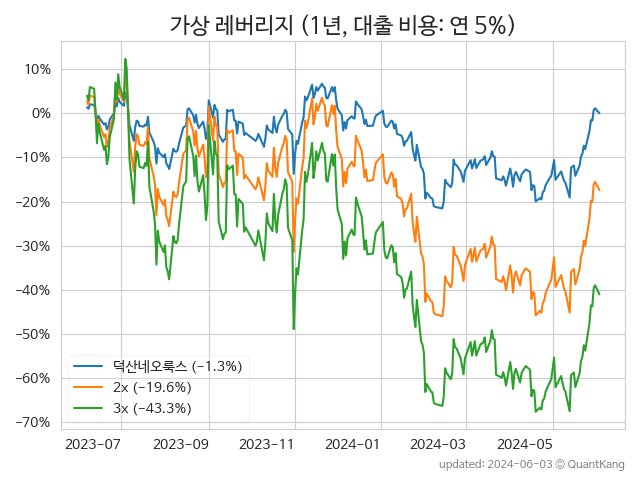 가상 레버리지 (1년, 대출 비용: 연 5%)
10%
0%
−10%
−20%
−30%
−40%
−50%
−60%
−70%
덕산네오룩스 (−1.3%)
2x (−19.6%)
3x (−43.3%)
2023-07 2023-09 2023-11 2024-01 2024-03 2024-05
updated: 2024-06-03 © QuantKang